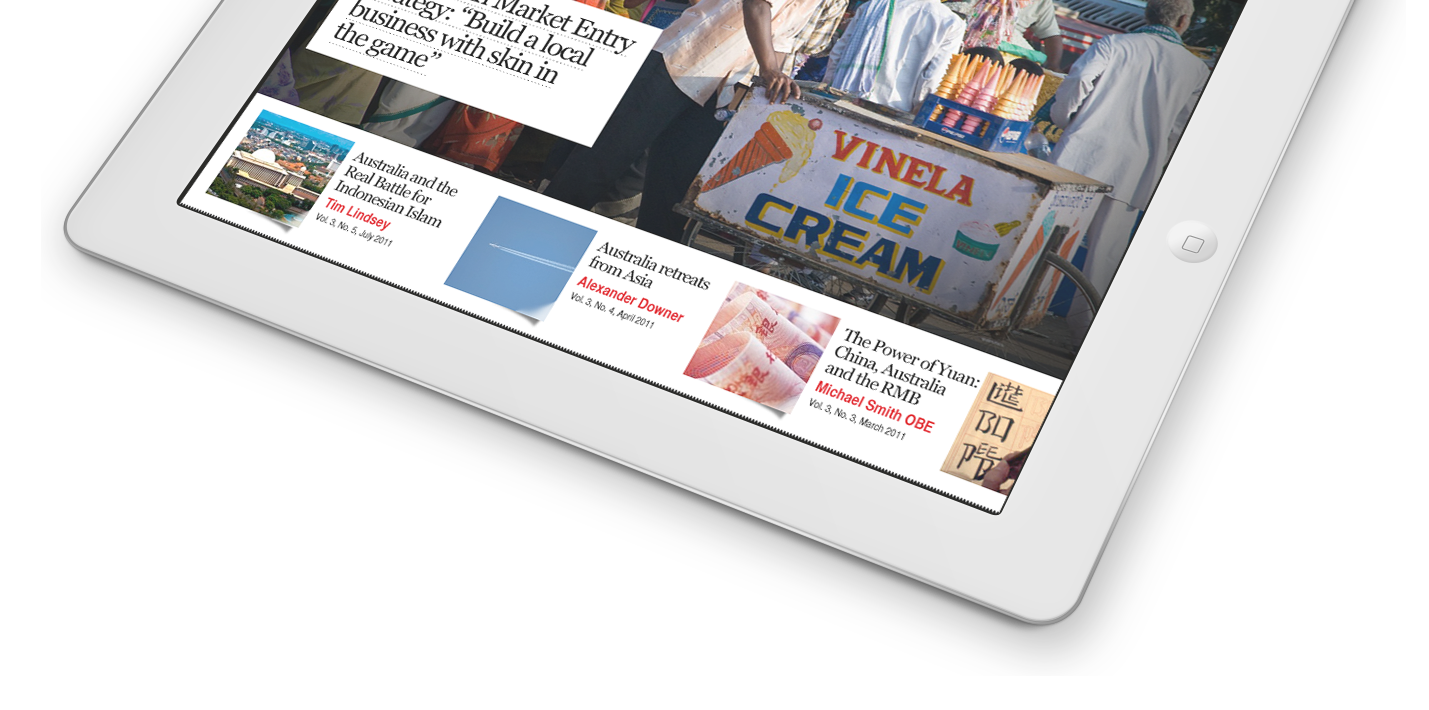 Market Entry
ategy: “Build a local
business with skin in
the game”
VINELA
ICE
CREAM
Australia and the
Real Battle for
Indonesian Islam
Tim Lindsey
Vol. 3, No. 5, July 2011
Australia retreats
from Asia
Alexander Downer
Vol. 3, No. 4, April 2011
The Power of Yuan:
China, Australia
and the RMB
Michael Smith OBE
Vol. 3, No. 3, March 2011